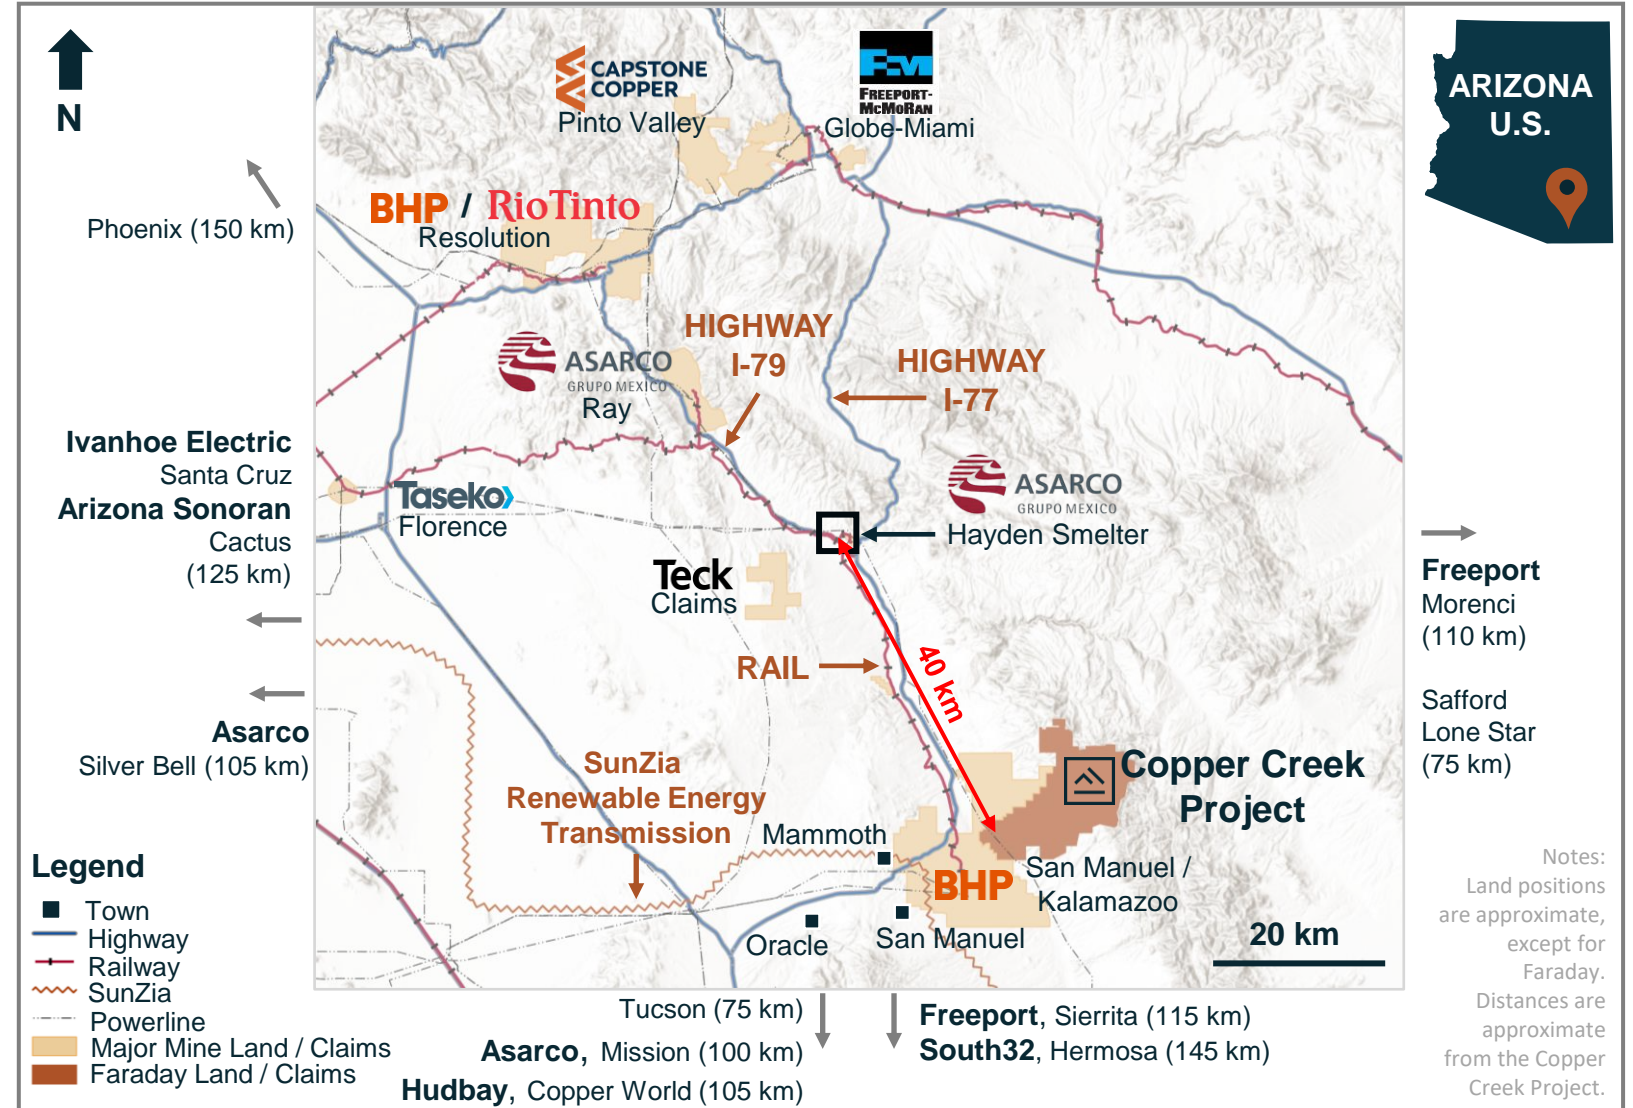 N
Phoenix (150 km)
Ivanhoe Electric
Santa Cruz
Arizona Sonoran
Cactus
(125 km)
Asarco
Silver Bell (105 km)
CAPSTONE
COPPER
Pinto Valley
FREEPORT-
McMoRAN
Globe-Miami
BHP / RioTinto
Resolution
HIGHWAY
I-79
HIGHWAY
I-77
ASARCO
GRUPO MEXICO
Ray
Taseko
Florence
ASARCO
GRUPO MEXICO
Hayden Smelter
Teck
Claims
RAIL
40 km
SunZia
Renewable Energy
Transmission
Copper Creek
Project
Mammoth
BHP
San Manuel /
Kalamazoo
Oracle
San Manuel
20 km
ARIZONA
U.S.
Freeport
Morenci
(110 km)
Safford
Lone Star
(75 km)
Legend
Town
Highway
Railway
SunZia
Powerline
Major Mine Land / Claims
Faraday Land / Claims
Tucson (75 km)
Asarco, Mission (100 km)
Hudbay, Copper World (105 km)
Freeport, Sierrita (115 km)
South32, Hermosa (145 km)
Notes:
Land positions
are approximate,
except for
Faraday.
Distances are
approximate
from the Copper
Creek Project.